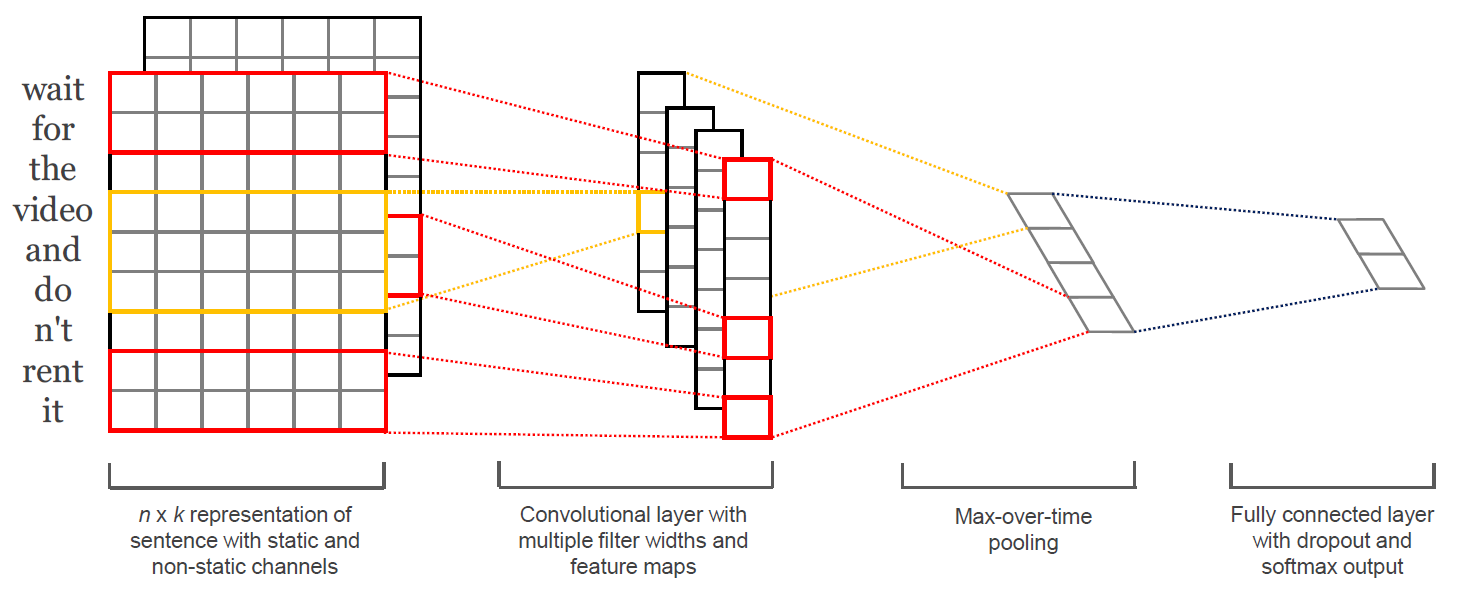 wait
for
the
video
and
do
n't
rent
it
n x k representation of
sentence with static and
non-static channels
Convolutional layer with
multiple filter widths and
feature maps
Max-over-time
pooling
Fully connected layer
with dropout and
softmax output